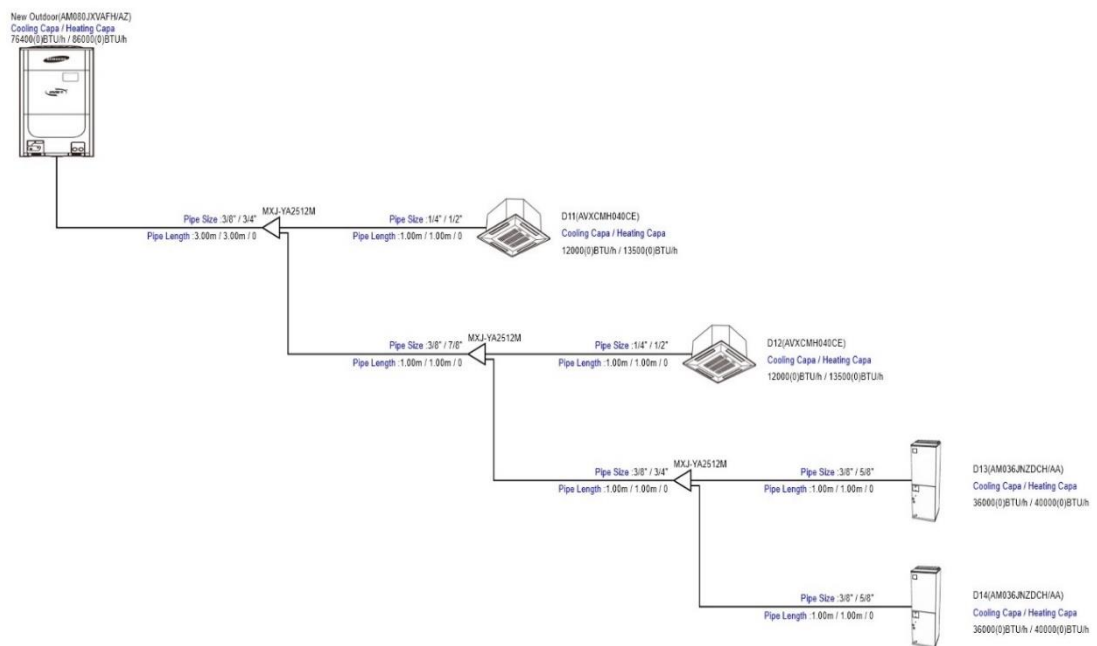 New Outdoor(AM080JXVAFH/AZ)
Cooling Capa / Heating Capa
76400(0)BTU/h / 86000(0)BTU/h
Pipe Size :3/8" / 3/4"
MXJ-YA2512M
Pipe Length :3.00m / 3.00m / 0
Pipe Size :1/4" / 1/2"
Pipe Length :1.00m / 1.00m / 0
D11(AVXCMH040CE)
Cooling Capa / Heating Capa
12000(0)BTU/h / 13500(0)BTU/h
Pipe Size :3/8" / 7/8"
MXJ-YA2512M
Pipe Length :1.00m / 1.00m / 0
Pipe Size :1/4" / 1/2"
Pipe Length :1.00m / 1.00m / 0
D12(AVXCMH040CE)
Cooling Capa / Heating Capa
12000(0)BTU/h / 13500(0)BTU/h
Pipe Size :3/8" / 3/4"
MXJ-YA2512M
Pipe Length :1.00m / 1.00m / 0
Pipe Size :3/8" / 5/8"
Pipe Length :1.00m / 1.00m / 0
D13(AM036JNZDCH/AA)
Cooling Capa / Heating Capa
36000(0)BTU/h / 40000(0)BTU/h
Pipe Size :3/8" / 5/8"
Pipe Length :1.00m / 1.00m / 0
D14(AM036JNZDCH/AA)
Cooling Capa / Heating Capa
36000(0)BTU/h / 40000(0)BTU/h